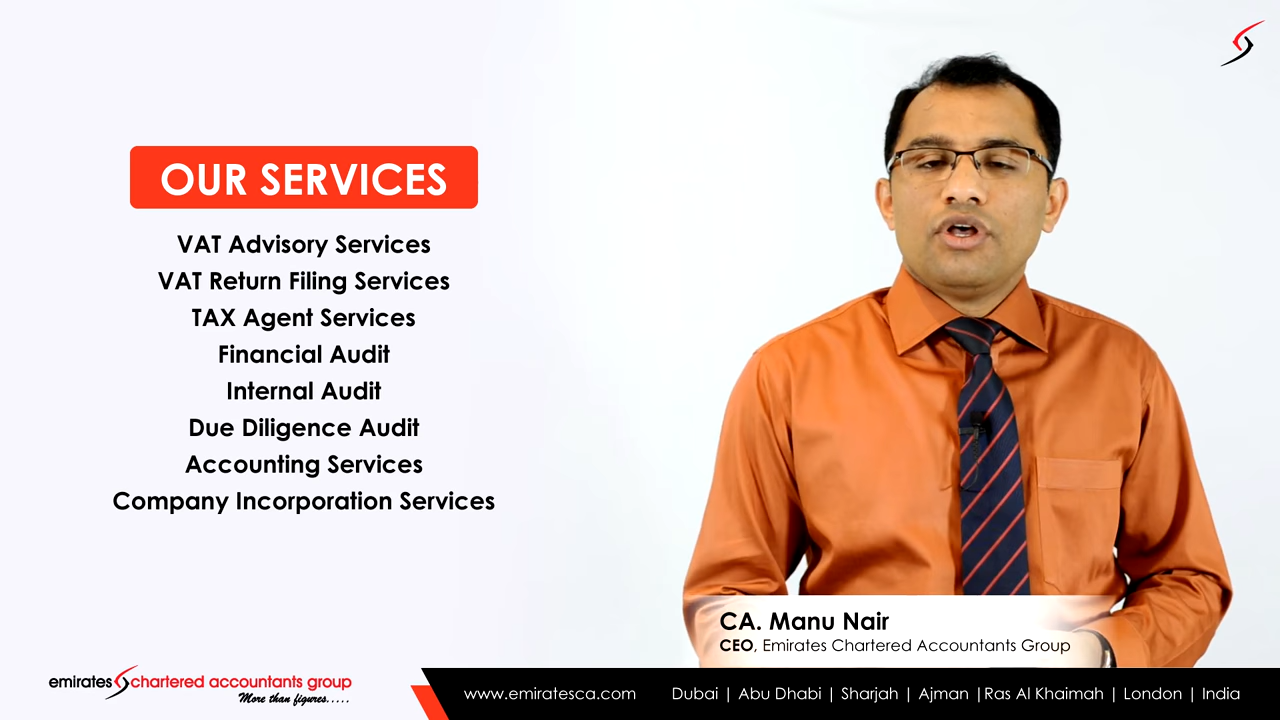 OUR SERVICES
VAT Advisory Services
VAT Return Filing Services
TAX Agent Services
Financial Audit
Internal Audit
Due Diligence Audit
Accounting Services
Company Incorporation Services
CA. Manu Nair
CEO, Emirates Chartered Accountants Group
emirates chartered accountants group
More than figures.....
www.emiratesca.com Dubai | Abu Dhabi | Sharjah | Ajman |Ras Al Khaimah | London | India